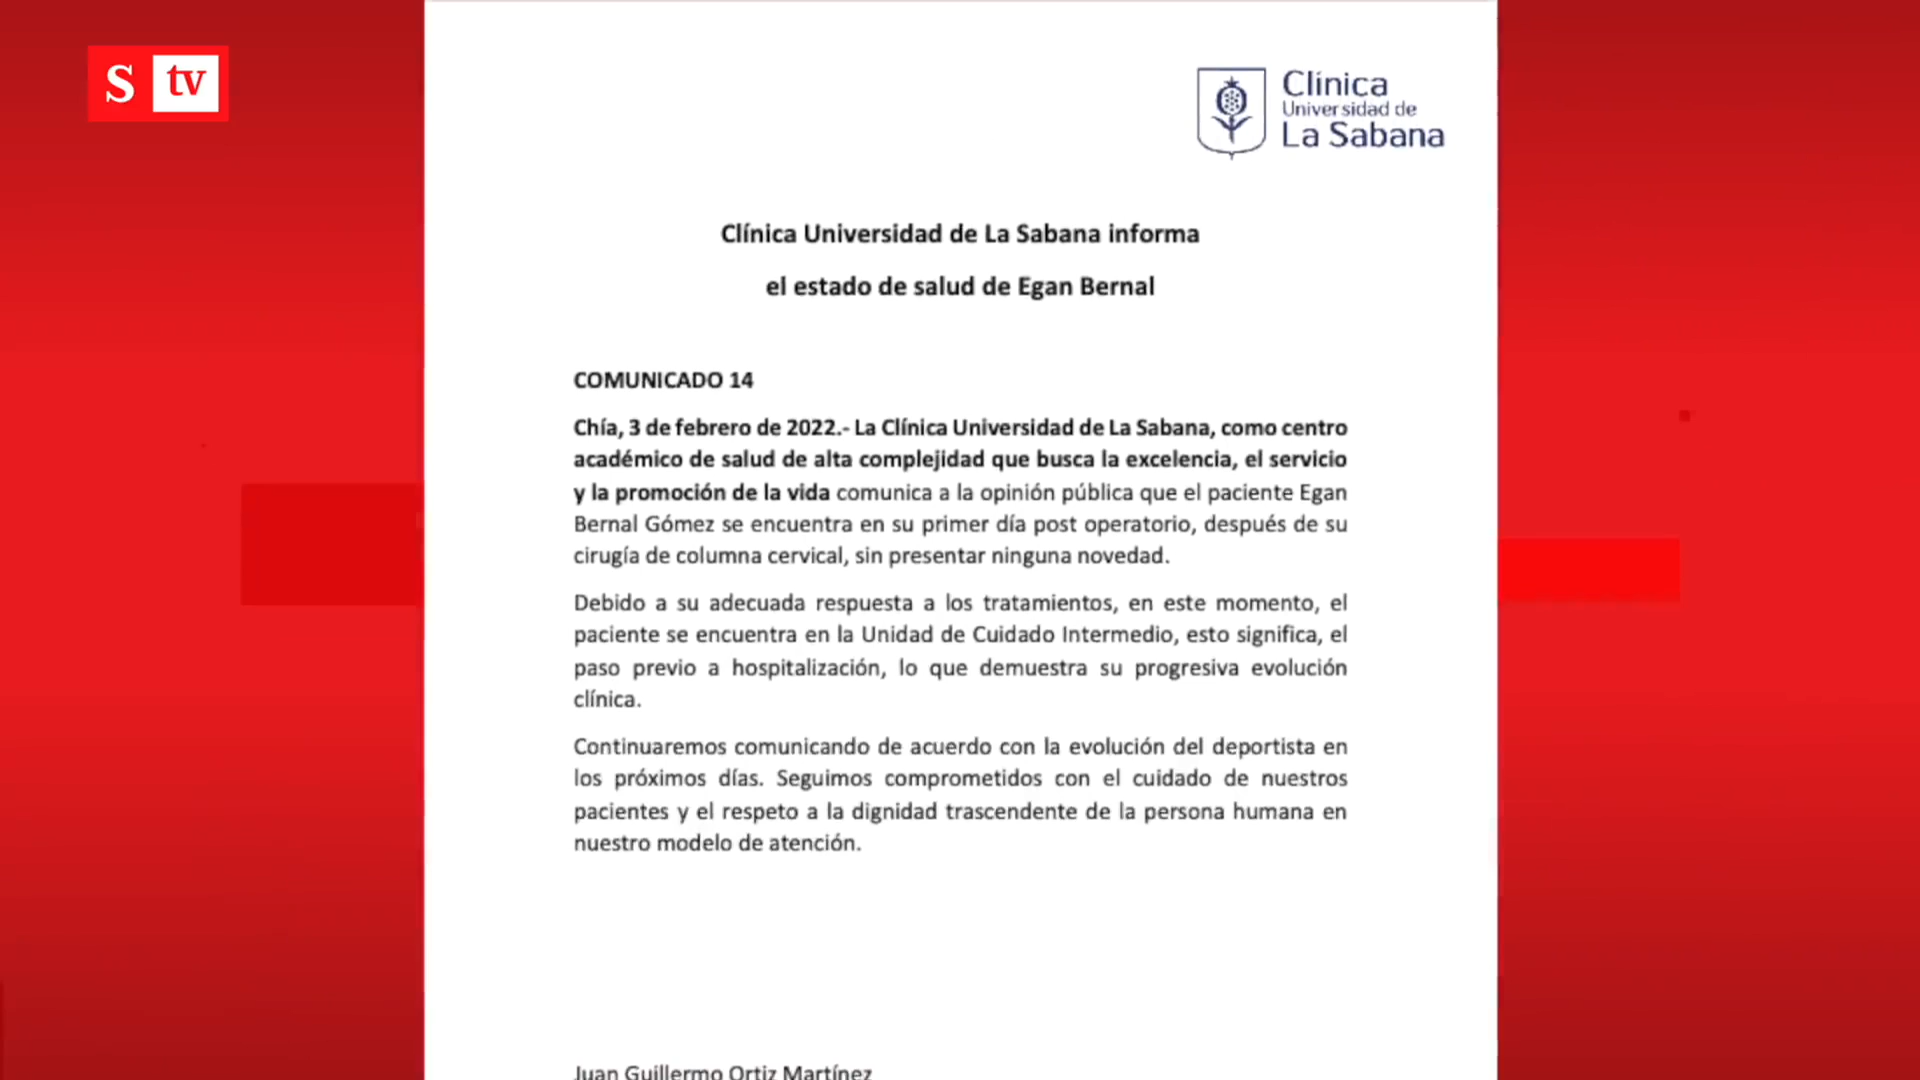 S tv
Clínica
Universidad de
La Sabana
Clínica Universidad de La Sabana informa
el estado de salud de Egan Bernal
COMUNICADO 14
Chía, 3 de febrero de 2022.- La Clínica Universidad de La Sabana, como centro
académico de salud de alta complejidad que busca la excelencia, el servicio
y la promoción de la vida comunica a la opinión pública que el paciente Egan
Bernal Gómez se encuentra en su primer día post operatorio, después de su
cirugía de columna cervical, sin presentar ninguna novedad.
Debido a su adecuada respuesta a los tratamientos, en este momento, el
paciente se encuentra en la Unidad de Cuidado Intermedio, esto significa, el
paso previo a hospitalización, lo que demuestra su progresiva evolución
clínica.
Continuaremos comunicando de acuerdo con la evolución del deportista en
los próximos días. Seguimos comprometidos con el cuidado de nuestros
pacientes y el respeto a la dignidad trascendente de la persona humana en
nuestro modelo de atención.
Juan Guillermo Ortiz Martínez